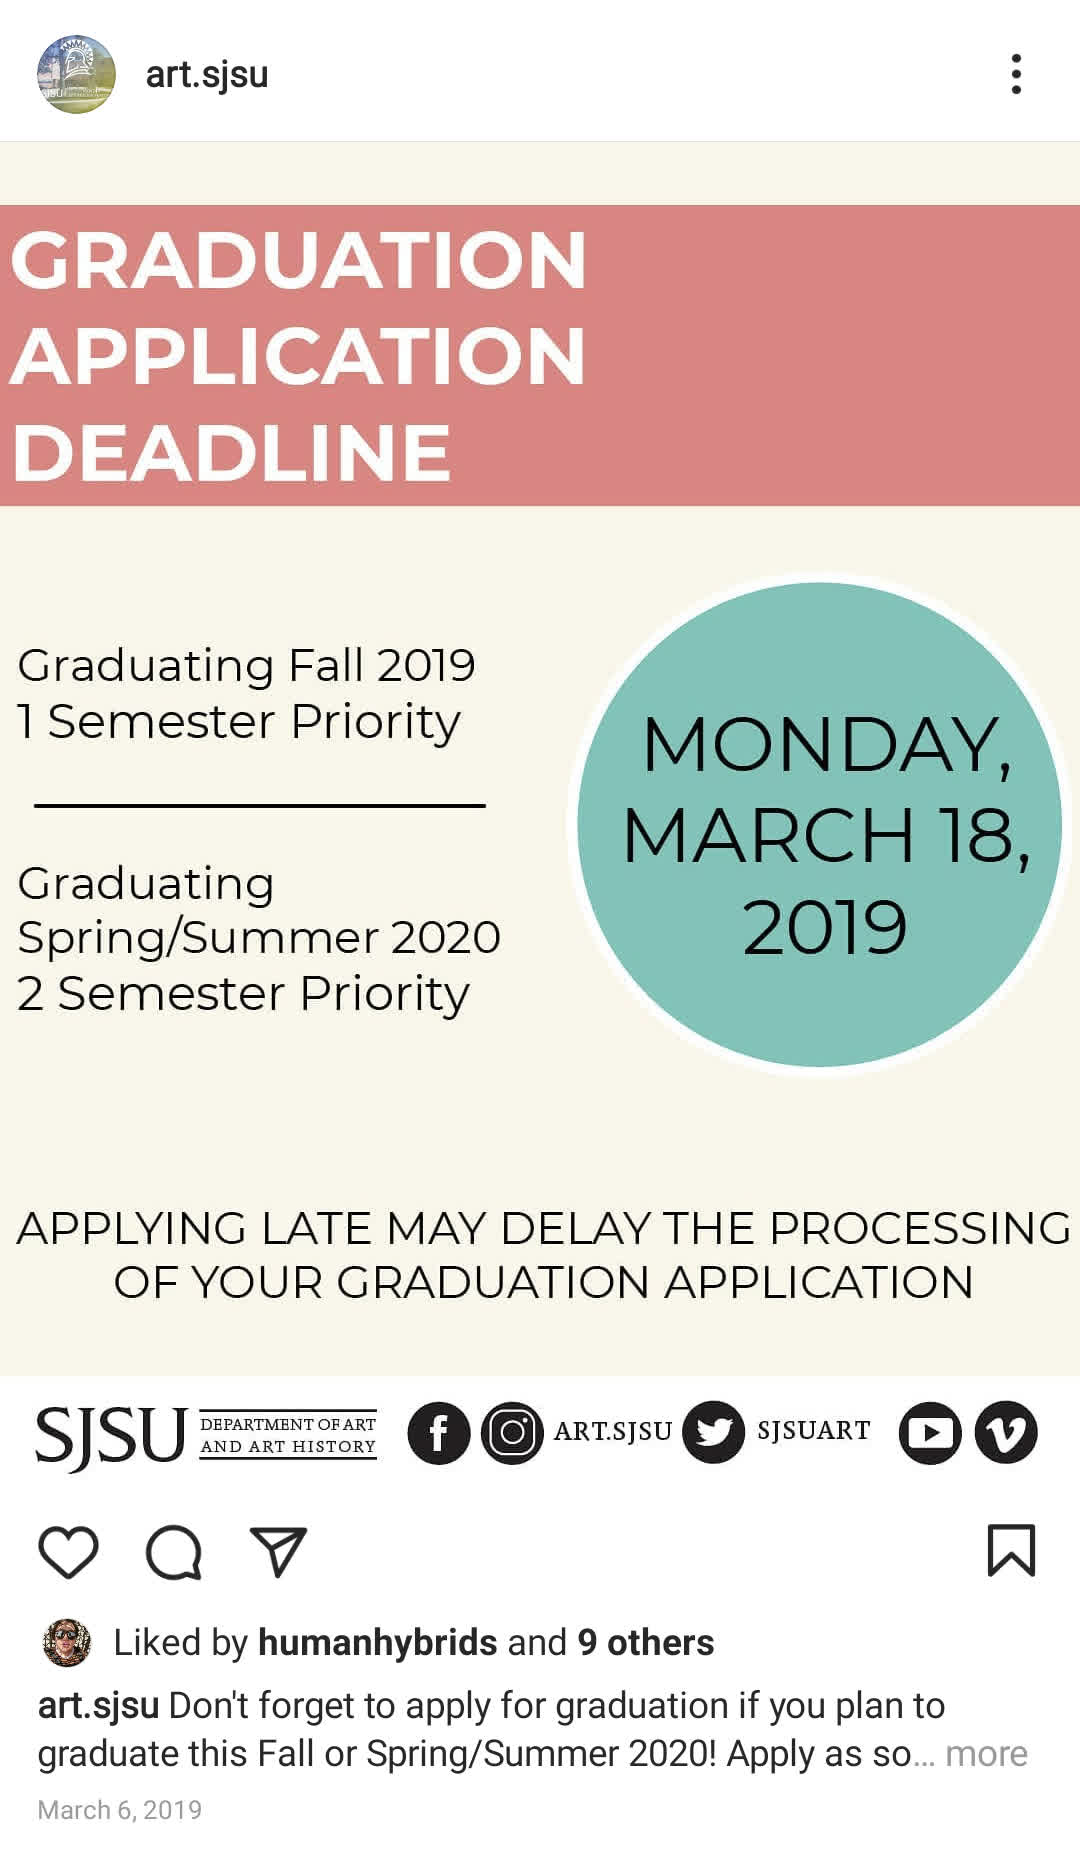 art.sjsu
GRADUATION
APPLICATION
DEADLINE
Graduating Fall 2019
1 Semester Priority
Graduating
Spring/Summer 2020
2 Semester Priority
MONDAY,
MARCH 18,
2019
APPLYING LATE MAY DELAY THE PROCESSING
OF YOUR GRADUATION APPLICATION
SJSU DEPARTMENT OF ART
AND ART HISTORY
ART.SJSU SJSUART
Liked by humanhybrids and 9 others
art.sjsu Don't forget to apply for graduation if you plan to
graduate this Fall or Spring/Summer 2020! Apply as so... more
March 6, 2019